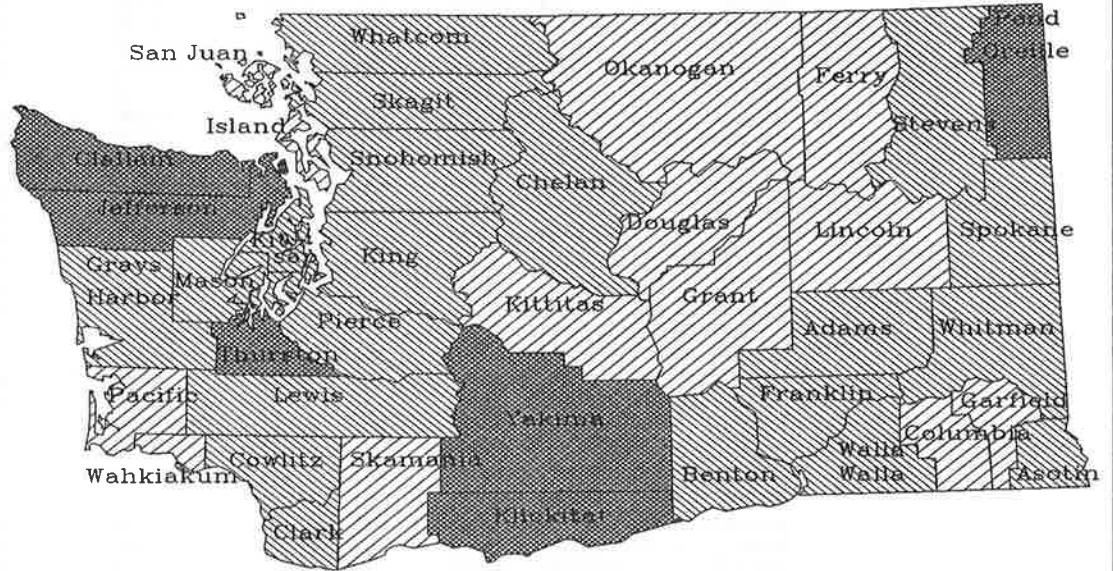 Whatcom
San Juan
Skagit
Island
Snohomish
Okanogan
Ferry
Pend
Oreille
Stevens
Clallam
Jefferson
Chelan
Douglas
Lincoln
Spokane
Kit
sap
King
Grays
Harbor
Mason
Kittitas
Grant
Pierce
Adams
Whitman
Thurston
Pacific
Lewis
Yakima
Franklin
Garfield
Columbia
Wahkiakum
Cowlitz
Skamania
Benton
Walla
Walla
Asotin
Klickitat
Clark